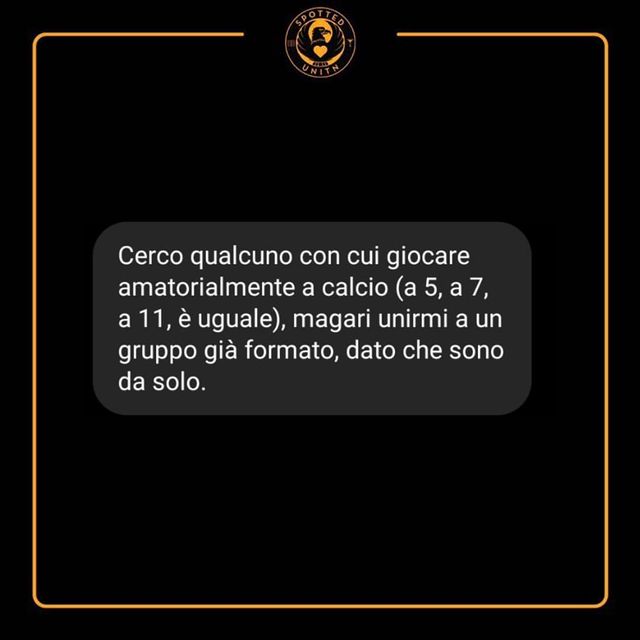 SPOTTED
UNITN
Cerco qualcuno con cui giocare
amatorialmente a calcio (a 5, a 7,
a 11, è uguale), magari unirmi a un
gruppo già formato, dato che sono
da solo.